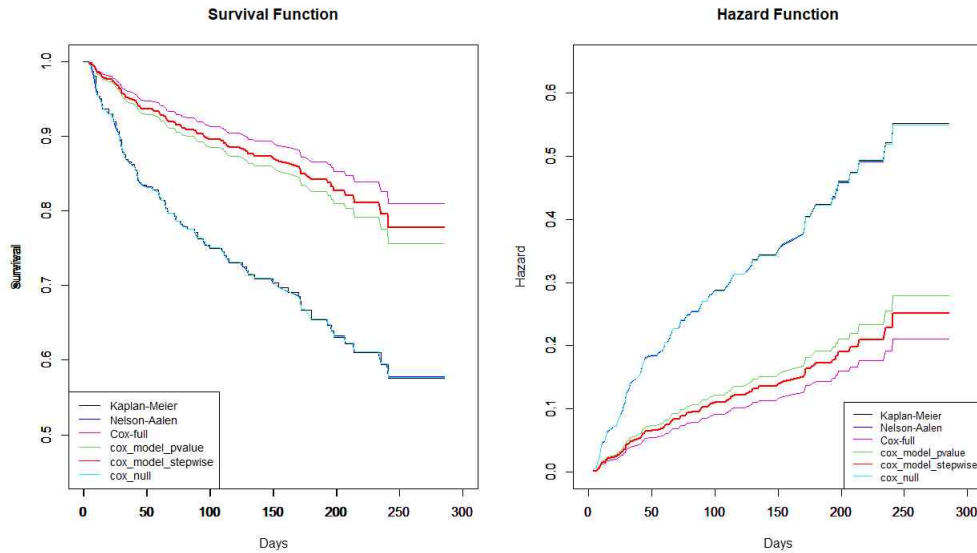 Survival Function
1.0
0.9
0.8
0.7
0.6
0.5
Survival
0 50 100 150 200 250 300
Days
Kaplan-Meier
Nelson-Aalen
Cox-full
cox_model_pvalue
cox_model_stepwise
cox_null
Hazard Function
0.6
0.5
0.4
0.3
0.2
0.1
0.0
Hazard
0 50 100 150 200 250 300
Days
Kaplan-Meier
Nelson-Aalen
Cox-full
cox_model_pvalue
cox_model_stepwise
cox_null